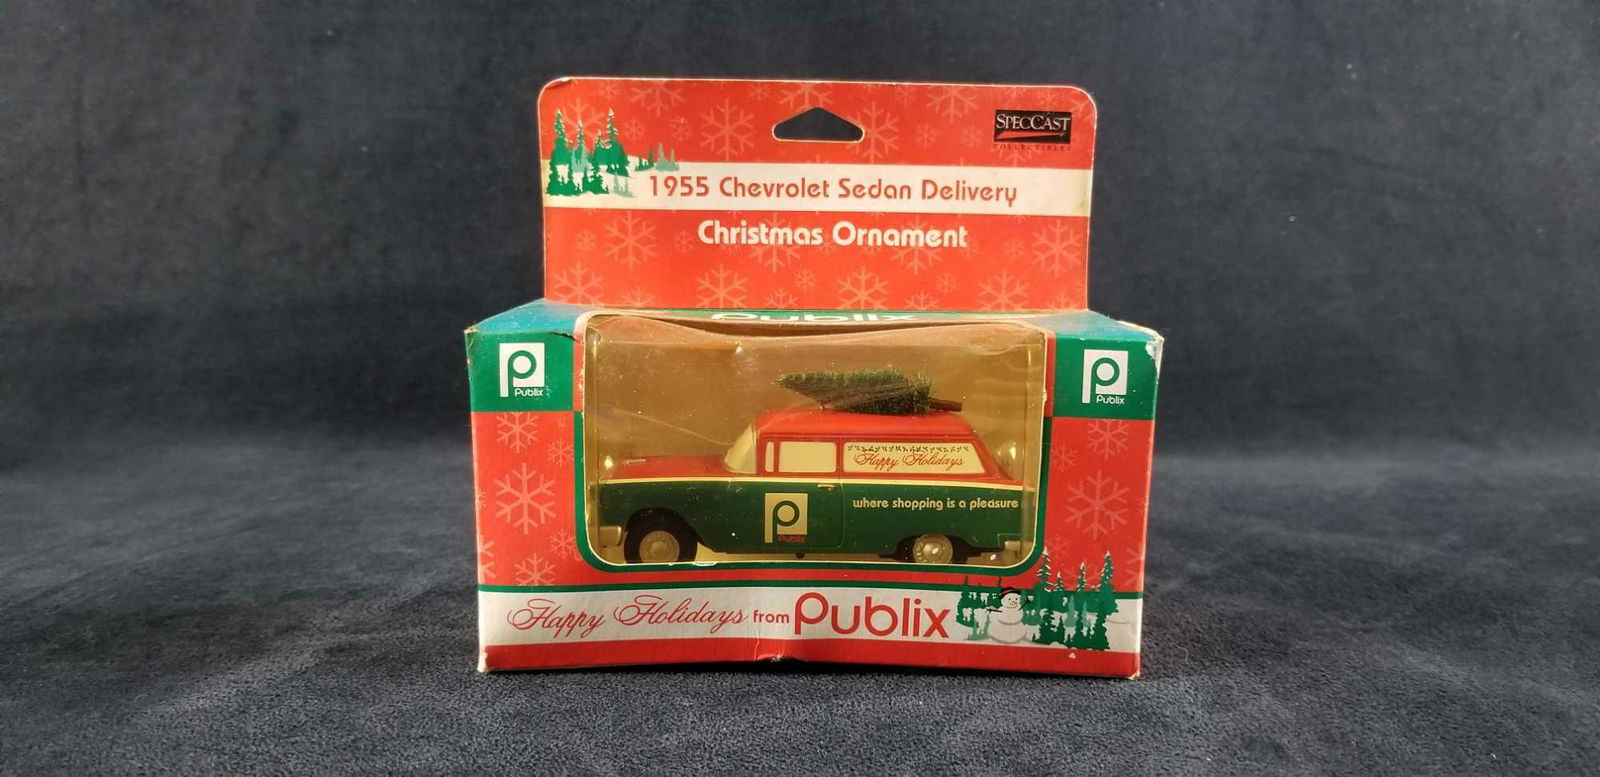 SPECCAST
COLLECTIBLES
1955 Chevrolet Sedan Delivery
Christmas Ornament
Publix
Publix
Publix
Happy Holidays
where shopping is a pleasure
Publix
Happy Holidays from Publix